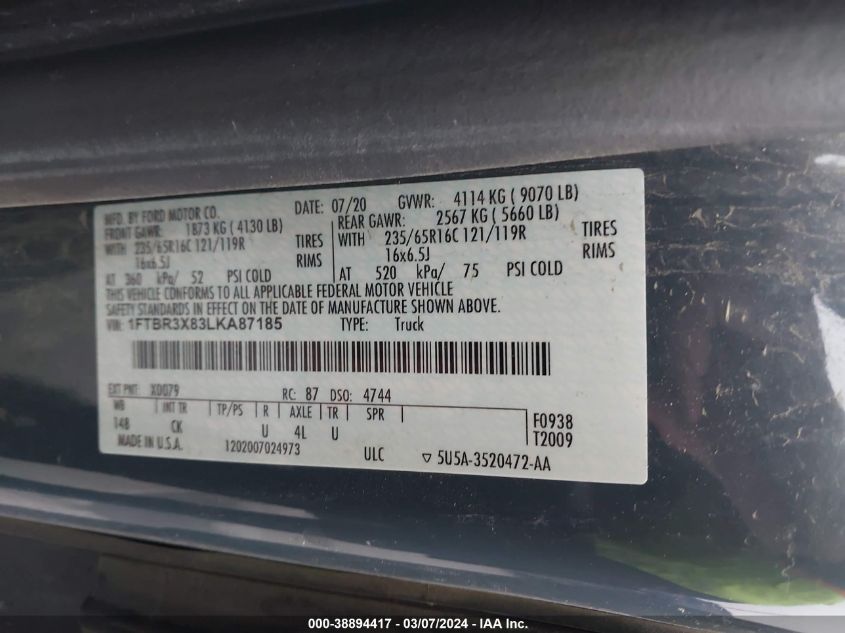 MFD. BY FORD MOTOR CO. DATE: 07/20 GVWR: 4114 KG ( 9070 LB)
FRONT GAWR: 1873 KG ( 4130 LB) REAR GAWR: 2567 KG ( 5660 LB)
WITH 235/65R16C 121/119R TIRES WITH 235/65R16C 121/119R TIRES
16x6.5J RIMS 16x6.5J RIMS
AT 360 kPa/ 52 PSI COLD AT 520 kPa/ 75 PSI COLD
THIS VEHICLE CONFORMS TO ALL APPLICABLE FEDERAL MOTOR VEHICLE
SAFETY STANDARDS IN EFFECT ON THE DATE OF MANUFACTURE SHOWN ABOVE.
VIN: 1FTBR3X83LKA87185 TYPE: Truck
EXT PNT: XD079 RC: 87 DSO: 4744
WB INT TR TP/PS R AXLE TR SPR F0938
148 CK U 4L U T2009
MADE IN U.S.A. 1202007024973 ULC ▽ 5U5A-3520472-AA
000-38894417 - 03/07/2024 - © IAA, Inc.